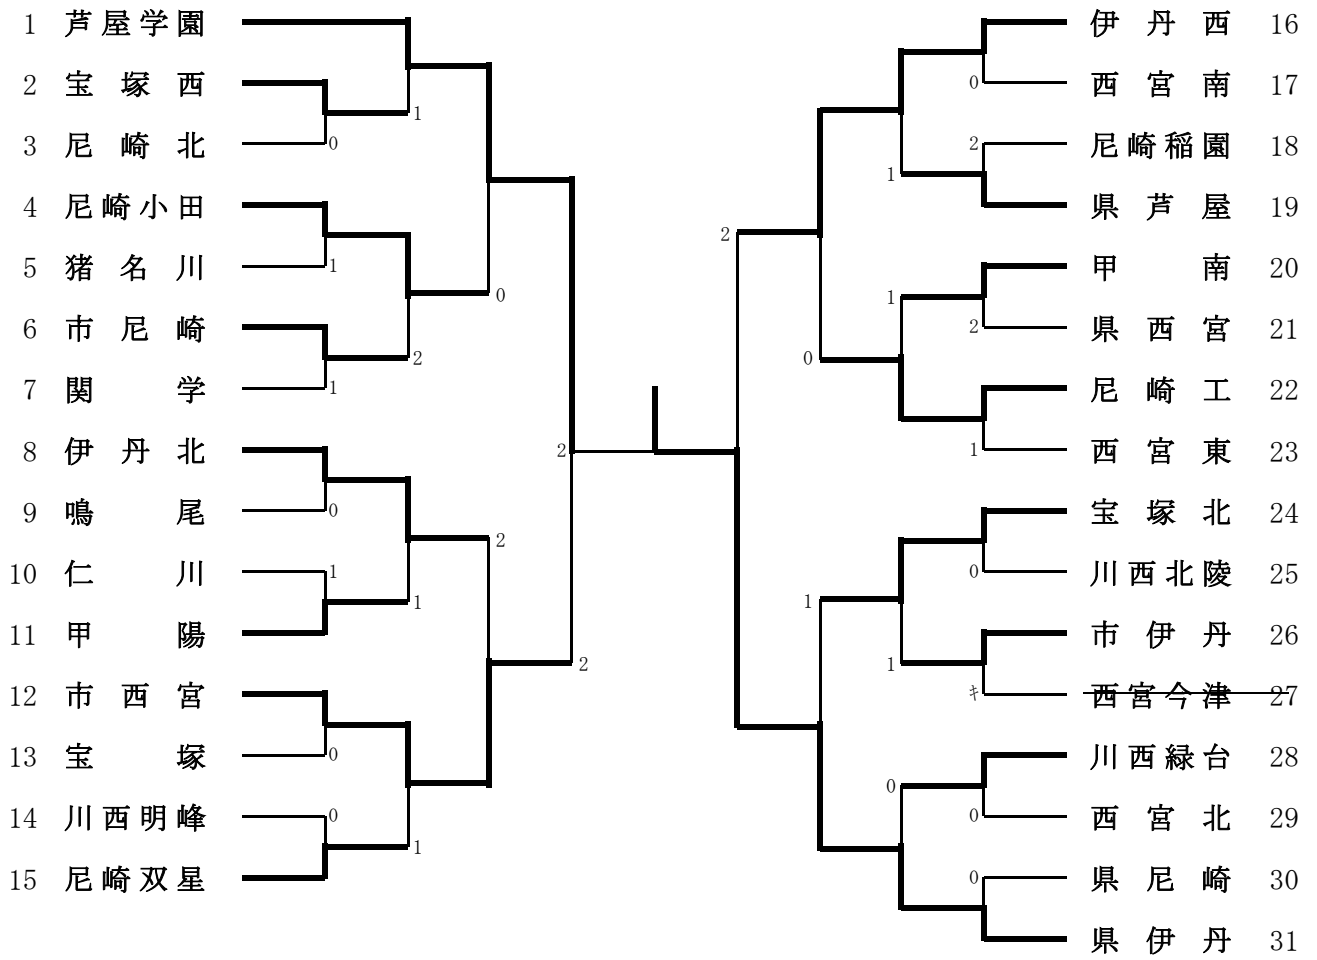 1 芦屋学園
2 宝塚西
1
3 尼崎北
0
4 尼崎小田
5 猪名川
1
0
6 市尼崎
2
7 関学
1
8 伊丹北
9 鳴尾
0
2
10 仁川
1
1
11 甲陽
2
12 市西宮
13 宝塚
0
14 川西明峰
0
1
15 尼崎双星
2
伊丹西 16
0 西宮南 17
2 尼崎稲園 18
1
県芦屋 19
2
甲南 20
1
2 県西宮 21
0
尼崎工 22
1 西宮東 23
宝塚北 24
0 川西北陵 25
1
市伊丹 26
1
キ 西宮今津 27
川西緑台 28
0
0 西宮北 29
0 県尼崎 30
県伊丹 31